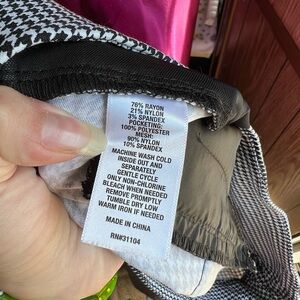 76% RAYON
21% NYLON
3% SPANDEX
POCKETING:
100% POLYESTER
MESH:
90% NYLON
10% SPANDEX
MACHINE WASH COLD
INSIDE OUT AND
SEPARATELY
GENTLE CYCLE
ONLY NON-CHLORINE
BLEACH WHEN NEEDED
REMOVE PROMPTLY
TUMBLE DRY LOW
WARM IRON IF NEEDED
MADE IN CHINA
RN#31104